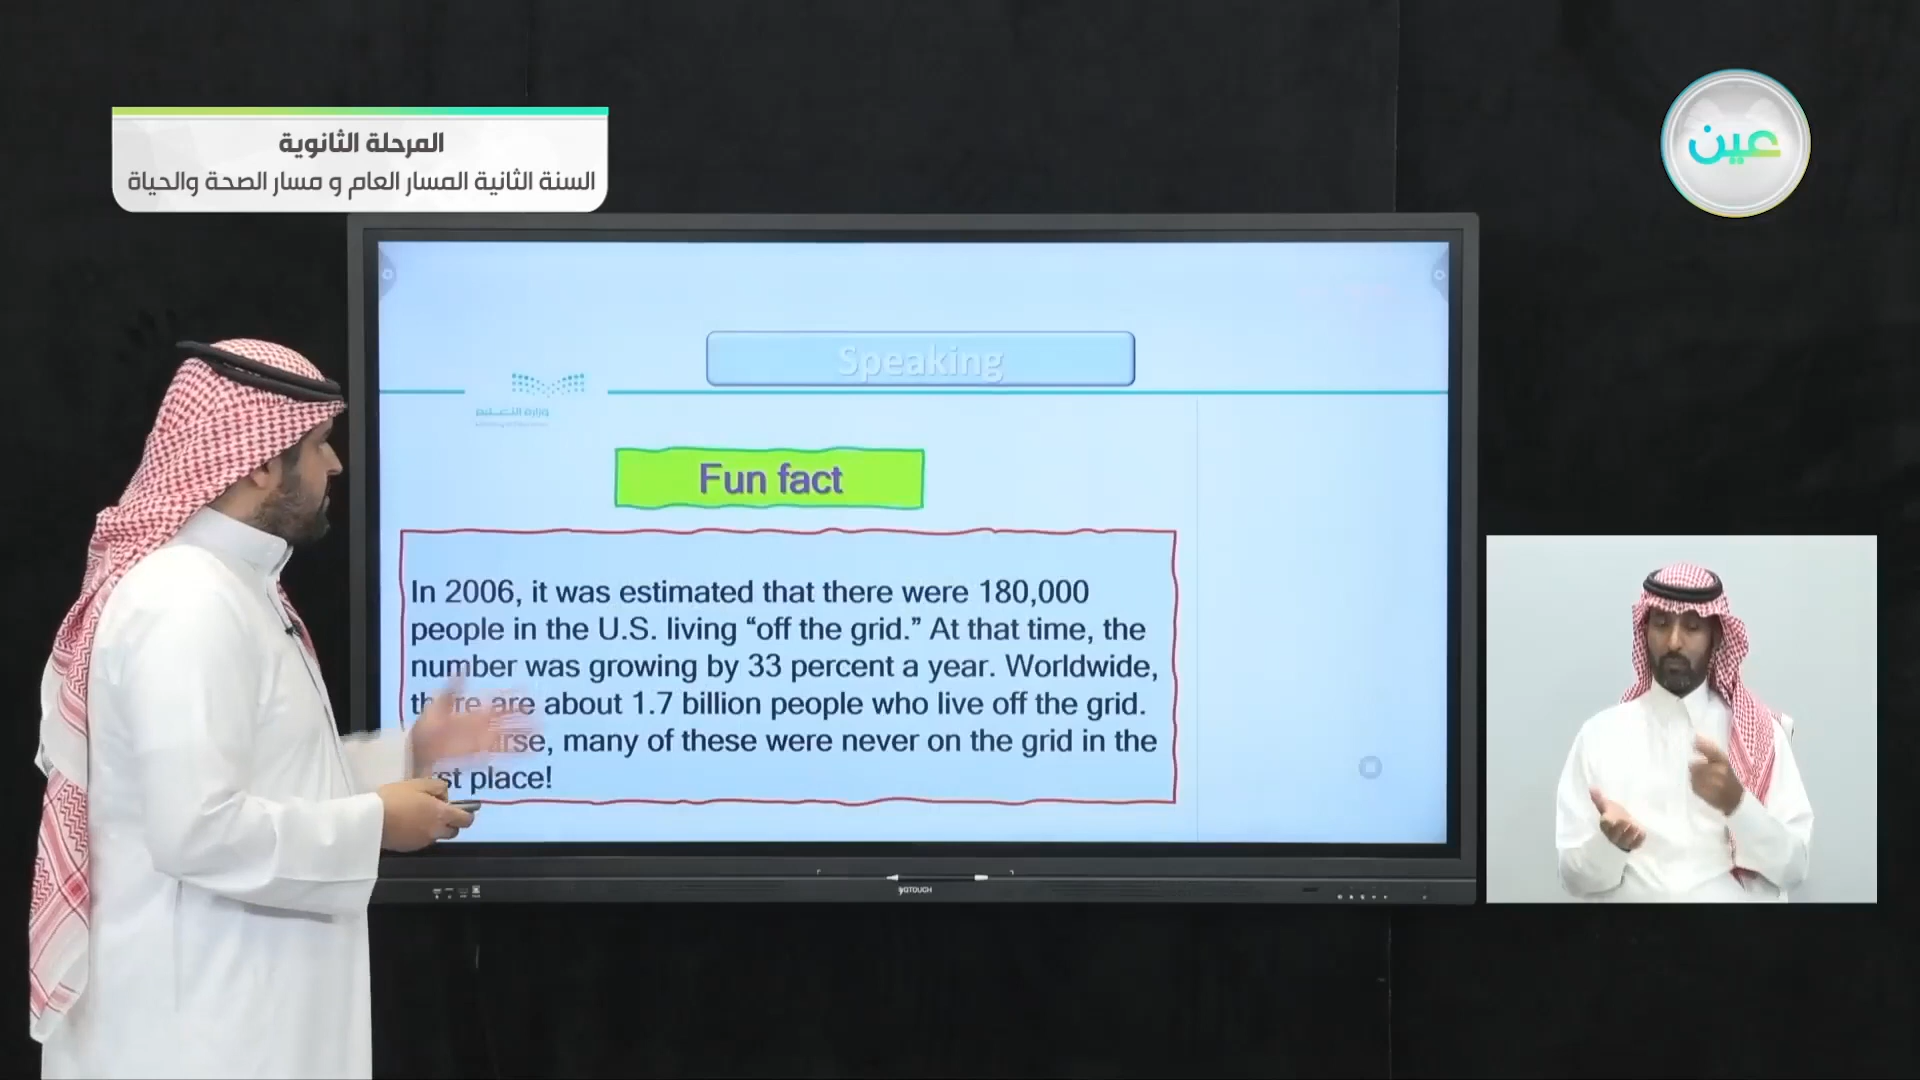 المرحلة الثانوية
السنة الثانية المسار العام و مسار الصحة والحياة
عين
Speaking
وزارة التعليم
Fun fact
In 2006, it was estimated that there were 180,000
people in the U.S. living “off the grid.” At that time, the
number was growing by 33 percent a year. Worldwide,
there are about 1.7 billion people who live off the grid.
many of these were never on the grid in the
place!